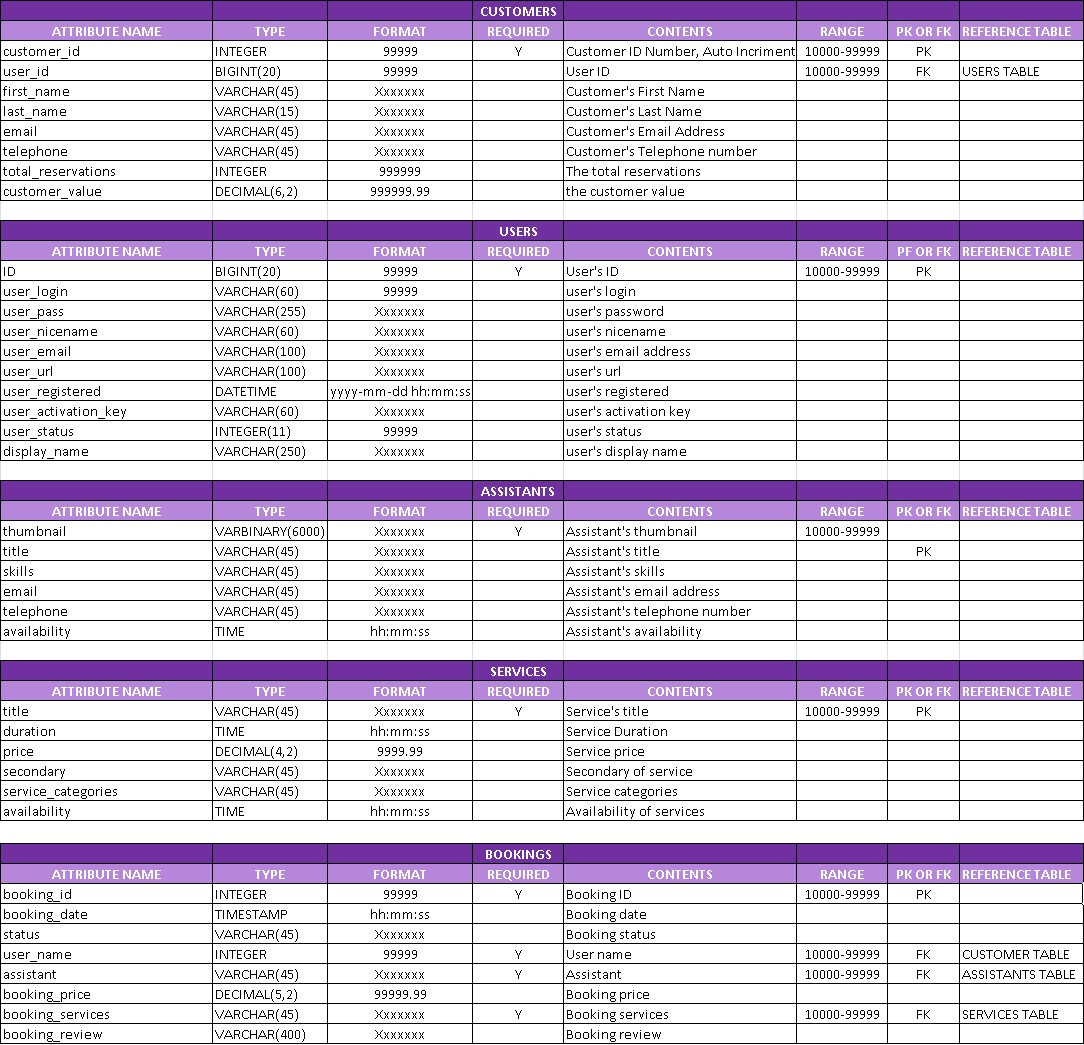 CUSTOMERS
ATTRIBUTE NAME TYPE FORMAT REQUIRED CONTENTS RANGE PK OR FK REFERENCE TABLE
customer_id INTEGER 99999 Y Customer ID Number, Auto Incriment 10000-99999 PK
user_id BIGINT(20) 99999 User ID 10000-99999 FK USERS TABLE
first_name VARCHAR(45) Xxxxxxx Customer's First Name
last_name VARCHAR(15) Xxxxxxx Customer's Last Name
email VARCHAR(45) Xxxxxxx Customer's Email Address
telephone VARCHAR(45) Xxxxxxx Customer's Telephone number
total_reservations INTEGER 999999 The total reservations
customer_value DECIMAL(6,2) 999999.99 the customer value
USERS
ATTRIBUTE NAME TYPE FORMAT REQUIRED CONTENTS RANGE PF OR FK REFERENCE TABLE
ID BIGINT(20) 99999 Y User's ID 10000-99999 PK
user_login VARCHAR(60) 99999 user's login
user_pass VARCHAR(255) Xxxxxxx user's password
user_nicename VARCHAR(60) Xxxxxxx user's nicename
user_email VARCHAR(100) Xxxxxxx user's email address
user_url VARCHAR(100) Xxxxxxx user's url
user_registered DATETIME yyyy-mm-dd hh:mm:ss user's registered
user_activation_key VARCHAR(60) Xxxxxxx user's activation key
user_status INTEGER(11) 99999 user's status
display_name VARCHAR(250) Xxxxxxx user's display name
ASSISTANTS
ATTRIBUTE NAME TYPE FORMAT REQUIRED CONTENTS RANGE PK OR FK REFERENCE TABLE
thumbnail VARBINARY(6000) Xxxxxxx Y Assistant's thumbnail 10000-99999
title VARCHAR(45) Xxxxxxx Assistant's title PK
skills VARCHAR(45) Xxxxxxx Assistant's skills
email VARCHAR(45) Xxxxxxx Assistant's email address
telephone VARCHAR(45) Xxxxxxx Assistant's telephone number
availability TIME hh:mm:ss Assistant's availability
SERVICES
ATTRIBUTE NAME TYPE FORMAT REQUIRED CONTENTS RANGE PK OR FK REFERENCE TABLE
title VARCHAR(45) Xxxxxxx Y Service's title 10000-99999 PK
duration TIME hh:mm:ss Service Duration
price DECIMAL(4,2) 9999.99 Service price
secondary VARCHAR(45) Xxxxxxx Secondary of service
service_categories VARCHAR(45) Xxxxxxx Service categories
availability TIME hh:mm:ss Availability of services
BOOKINGS
ATTRIBUTE NAME TYPE FORMAT REQUIRED CONTENTS RANGE PK OR FK REFERENCE TABLE
booking_id INTEGER 99999 Y Booking ID 10000-99999 PK
booking_date TIMESTAMP hh:mm:ss Booking date
status VARCHAR(45) Xxxxxxx Booking status
user_name INTEGER 99999 Y User name 10000-99999 FK CUSTOMER TABLE
assistant VARCHAR(45) Xxxxxxx Y Assistant 10000-99999 FK ASSISTANTS TABLE
booking_price DECIMAL(5,2) 99999.99 Booking price
booking_services VARCHAR(45) Xxxxxxx Y Booking services 10000-99999 FK SERVICES TABLE
booking_review VARCHAR(400) Xxxxxxx Booking review